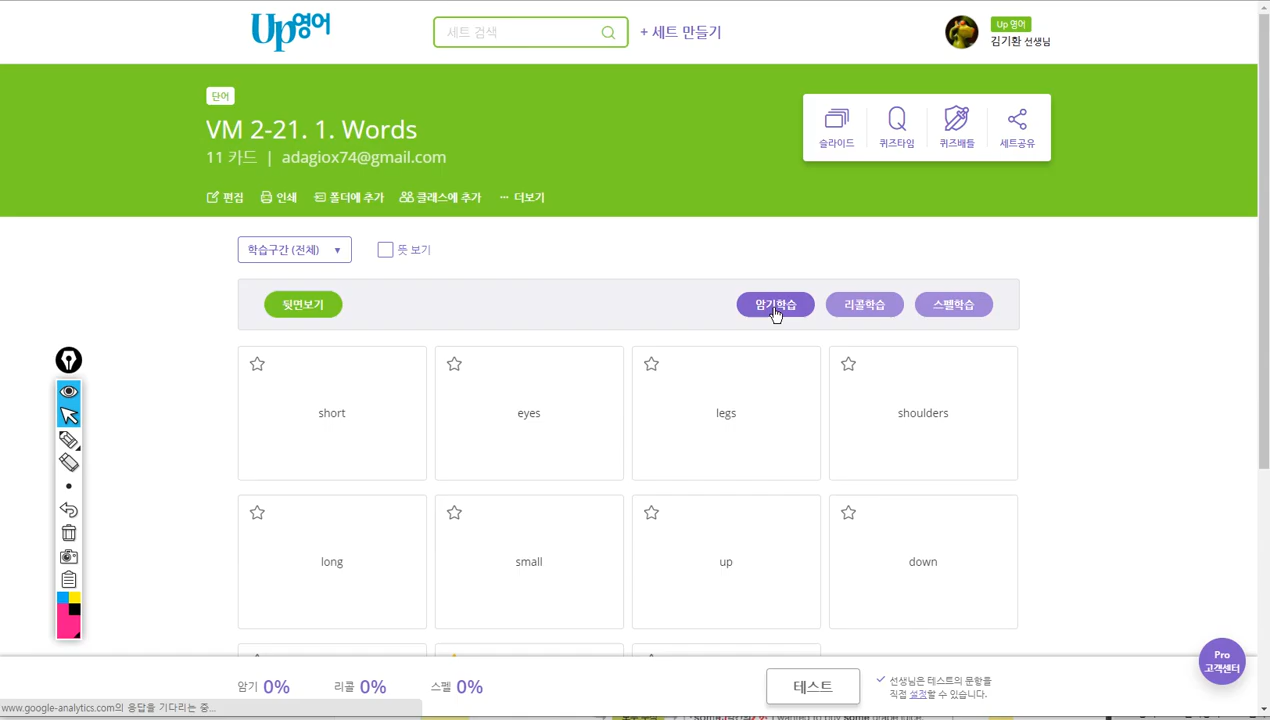 Up영어
세트 검색
+ 세트 만들기
Up 영어
김기환 선생님
단어
VM 2-21. 1. Words
11 카드 | adagiox74@gmail.com
편집 인쇄 폴더에 추가 클래스에 추가 ··· 더보기
슬라이드 퀴즈타임 퀴즈배틀 세트공유
학습구간 (전체) ▼ 뜻 보기
뒷면보기 암기학습 리콜학습 스펠학습
short eyes legs shoulders
long small up down
암기 0% 리콜 0% 스펠 0%
테스트
선생님은 테스트의 문항을
직접 설정할 수 있습니다.
Pro
고객센터
www.google-analytics.com의 응답을 기다리는 중...
I wanted to buy some grape juice.